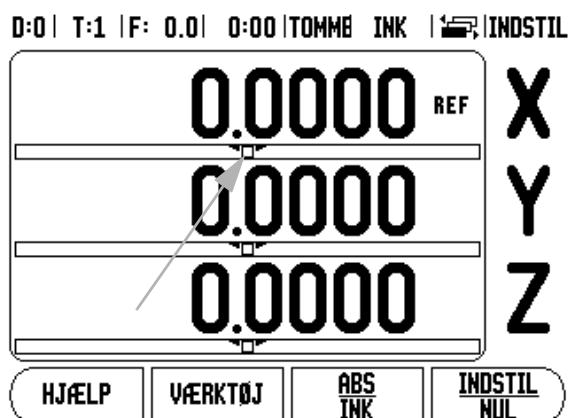 D:0 | T:1 | F: 0.0 | 0:00 | TOMME INK | | INDSTIL
0.0000 REF X
0.0000 Y
0.0000 Z
HJÆLP VÆRKTØJ ABS INDSTIL
INK NUL